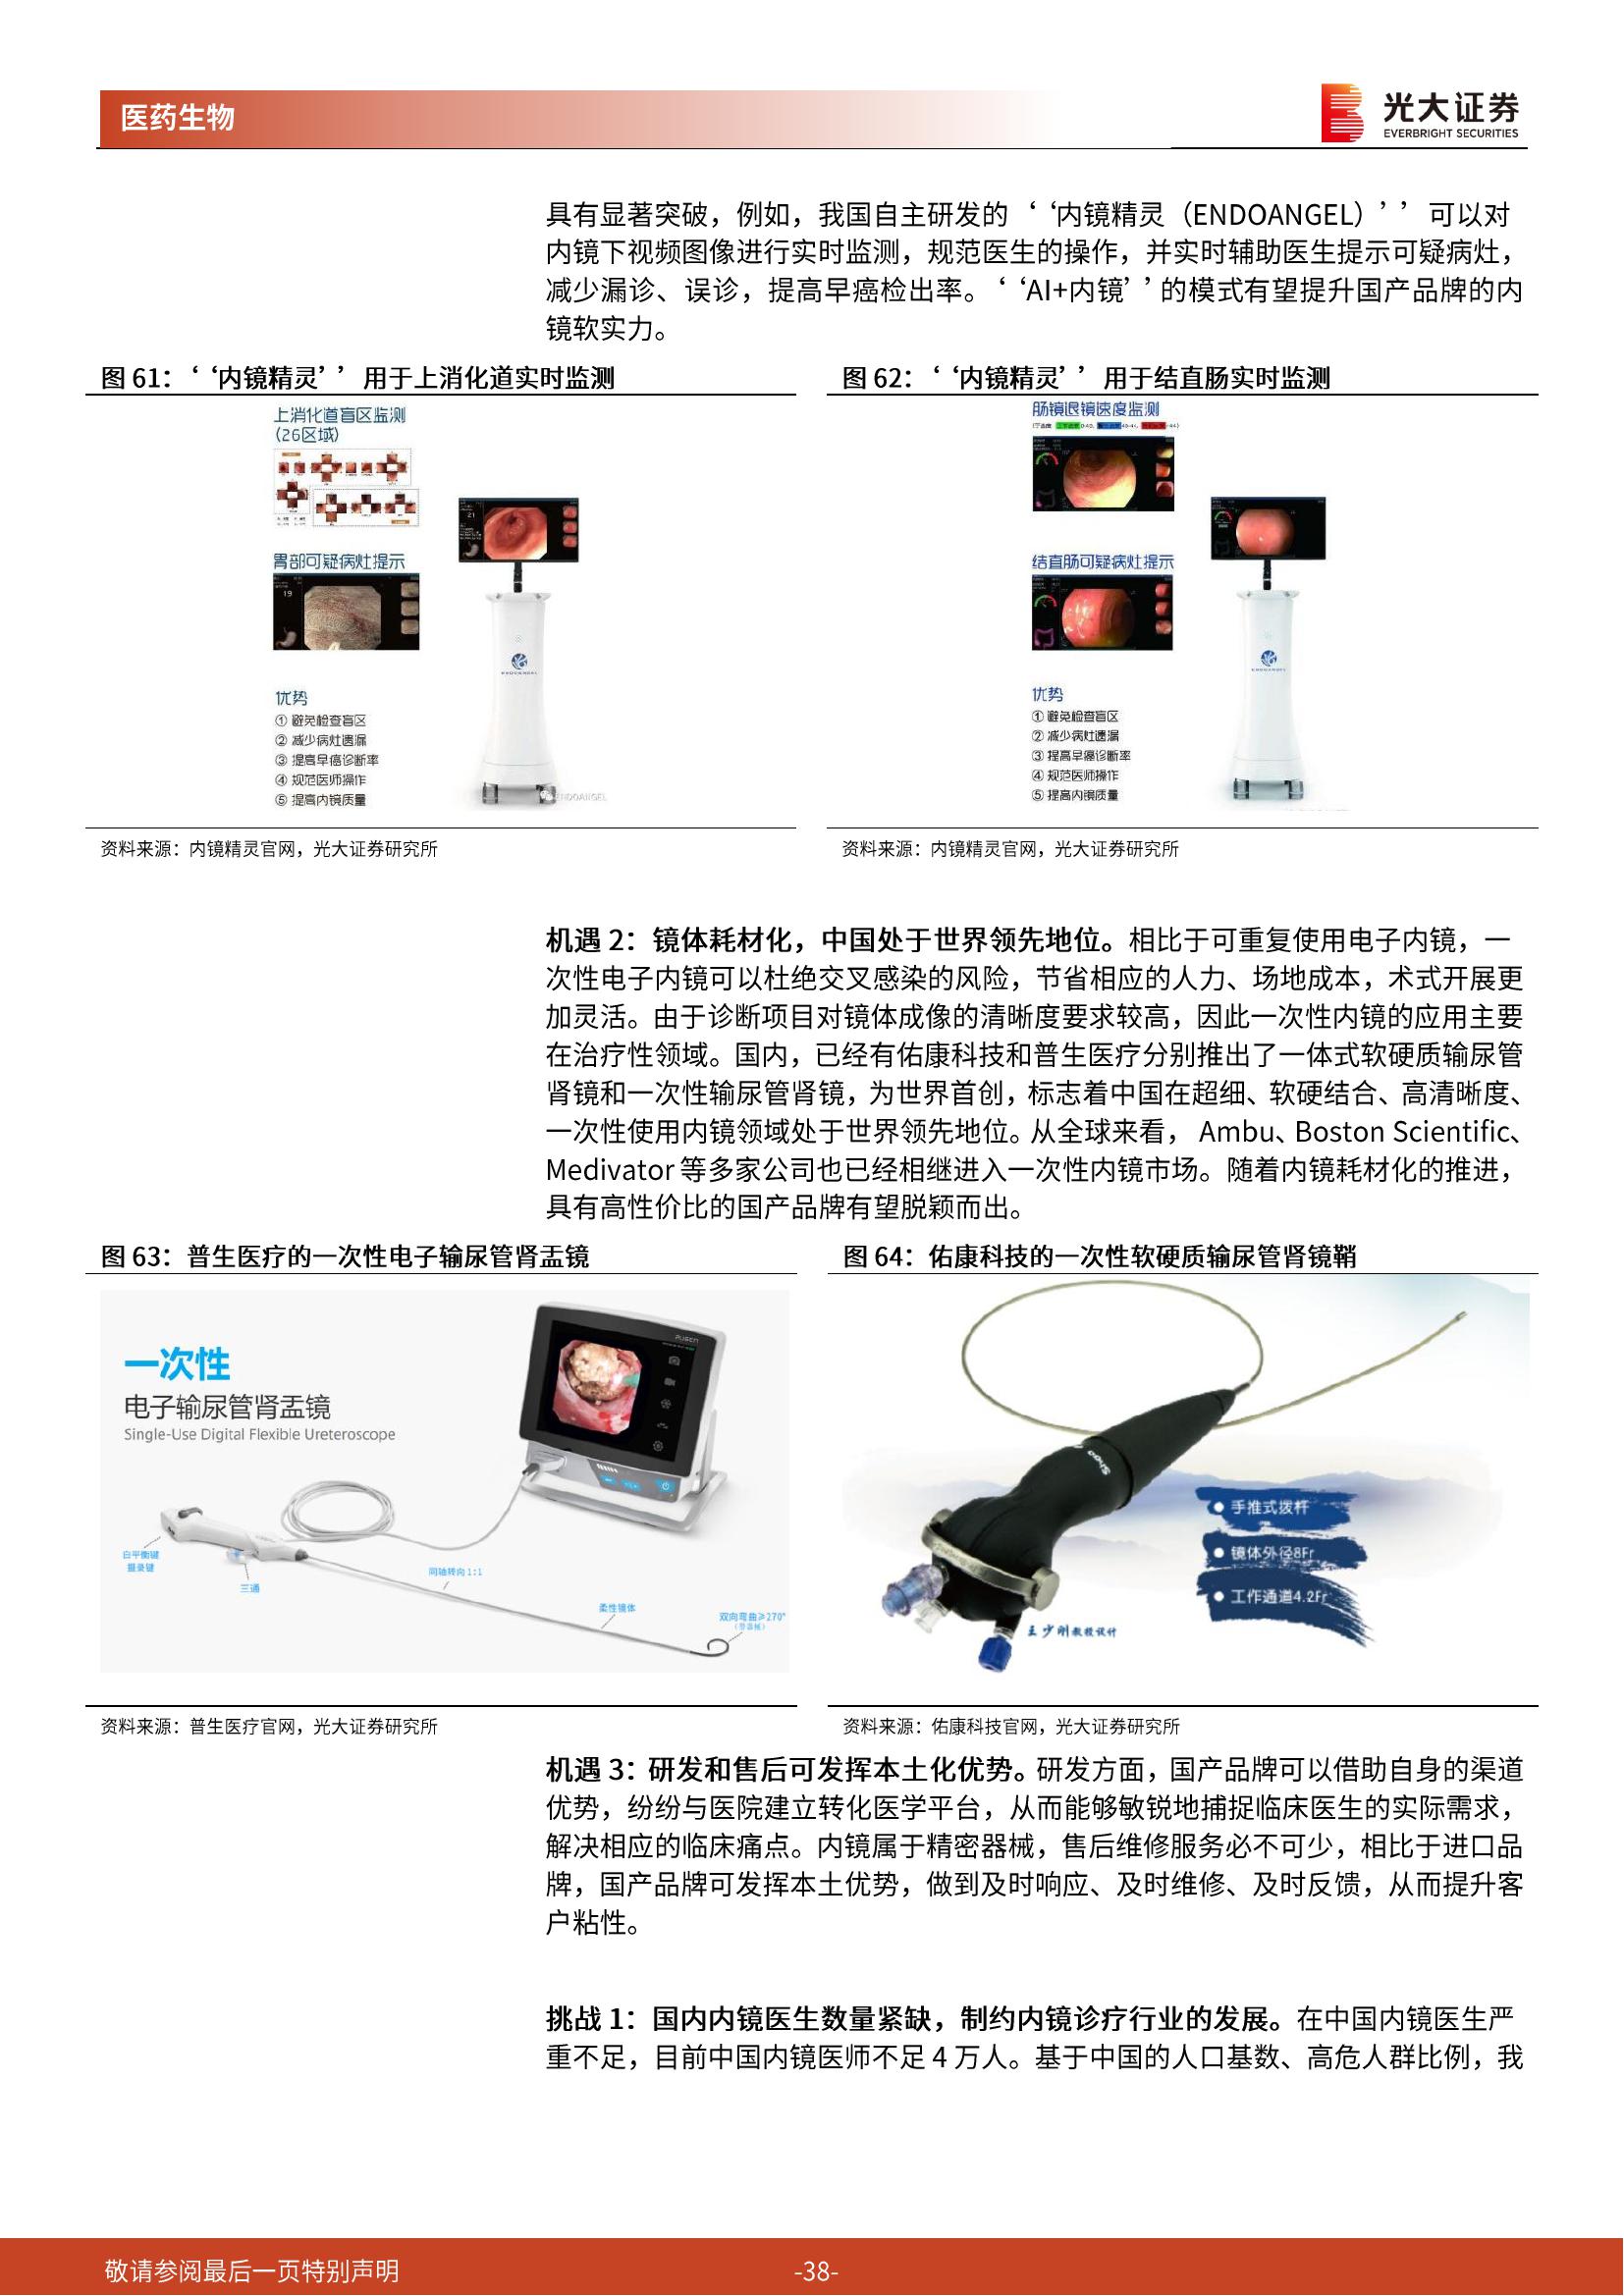 医药生物
光大证券
EVERBRIGHT SECURITIES
具有显著突破，例如，我国自主研发的‘‘内镜精灵（ENDOANGEL）’’可以对
内镜下视频图像进行实时监测，规范医生的操作，并实时辅助医生提示可疑病灶，
减少漏诊、误诊，提高早癌检出率。‘‘AI+内镜’’的模式有望提升国产品牌的内
镜软实力。
图 61：‘‘内镜精灵’’用于上消化道实时监测
上消化道盲区监测
（26区域）
胃部可疑病灶提示
19
21
优势
① 避免检查盲区
② 减少病灶遗漏
③ 提高早癌诊断率
④ 规范医师操作
⑤ 提高内镜质量
ENDOANGEL
ENDOANGEL
资料来源：内镜精灵官网，光大证券研究所
图 62：‘‘内镜精灵’’用于结直肠实时监测
肠镜退镜速度监测
结直肠可疑病灶提示
优势
① 避免检查盲区
② 减少病灶遗漏
③ 提高早癌诊断率
④ 规范医师操作
⑤ 提高内镜质量
ENDOANGEL
资料来源：内镜精灵官网，光大证券研究所
机遇 2：镜体耗材化，中国处于世界领先地位。相比于可重复使用电子内镜，一
次性电子内镜可以杜绝交叉感染的风险，节省相应的人力、场地成本，术式开展更
加灵活。由于诊断项目对镜体成像的清晰度要求较高，因此一次性内镜的应用主要
在治疗性领域。国内，已经有佑康科技和普生医疗分别推出了一体式软硬质输尿管
肾镜和一次性输尿管肾镜，为世界首创，标志着中国在超细、软硬结合、高清晰度、
一次性使用内镜领域处于世界领先地位。从全球来看， Ambu、Boston Scientific、
Medivator 等多家公司也已经相继进入一次性内镜市场。随着内镜耗材化的推进，
具有高性价比的国产品牌有望脱颖而出。
图 63：普生医疗的一次性电子输尿管肾盂镜
一次性
电子输尿管肾盂镜
Single-Use Digital Flexible Ureteroscope
PUSEN
白平衡键
摄录键
三通
同轴转向 1:1
柔性镜体
双向弯曲≥270°
（带器械）
资料来源：普生医疗官网，光大证券研究所
图 64：佑康科技的一次性软硬质输尿管肾镜鞘
手推式拨杆
镜体外径8Fr
工作通道4.2Fr
王少刚教授设计
资料来源：佑康科技官网，光大证券研究所
机遇 3：研发和售后可发挥本土化优势。研发方面，国产品牌可以借助自身的渠道
优势，纷纷与医院建立转化医学平台，从而能够敏锐地捕捉临床医生的实际需求，
解决相应的临床痛点。内镜属于精密器械，售后维修服务必不可少，相比于进口品
牌，国产品牌可发挥本土优势，做到及时响应、及时维修、及时反馈，从而提升客
户粘性。
挑战 1：国内内镜医生数量紧缺，制约内镜诊疗行业的发展。在中国内镜医生严
重不足，目前中国内镜医师不足 4 万人。基于中国的人口基数、高危人群比例，我
敬请参阅最后一页特别声明
-38-